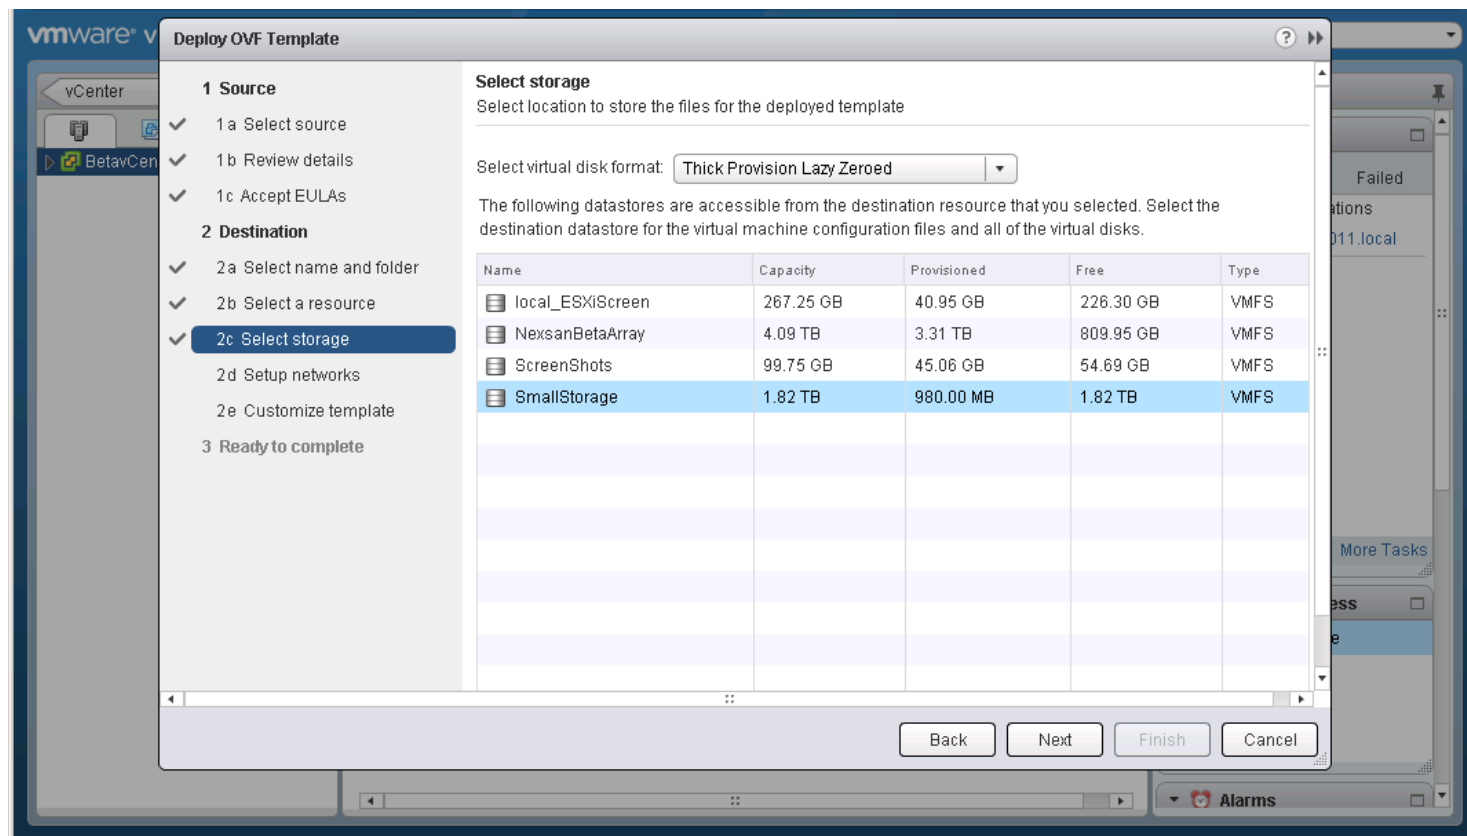 vmware® v
Deploy OVF Template
?
vCenter
BetavCen
1 Source
1a Select source
1b Review details
1c Accept EULAs
2 Destination
2a Select name and folder
2b Select a resource
2c Select storage
2d Setup networks
2e Customize template
3 Ready to complete
Select storage
Select location to store the files for the deployed template
Select virtual disk format: Thick Provision Lazy Zeroed
The following datastores are accessible from the destination resource that you selected. Select the
destination datastore for the virtual machine configuration files and all of the virtual disks.
Name Capacity Provisioned Free Type
local_ESXiScreen 267.25 GB 40.95 GB 226.30 GB VMFS
NexsanBetaArray 4.09 TB 3.31 TB 809.95 GB VMFS
ScreenShots 99.75 GB 45.06 GB 54.69 GB VMFS
SmallStorage 1.82 TB 980.00 MB 1.82 TB VMFS
Back Next Finish Cancel
Failed
ations
011.local
More Tasks
ess
e
Alarms